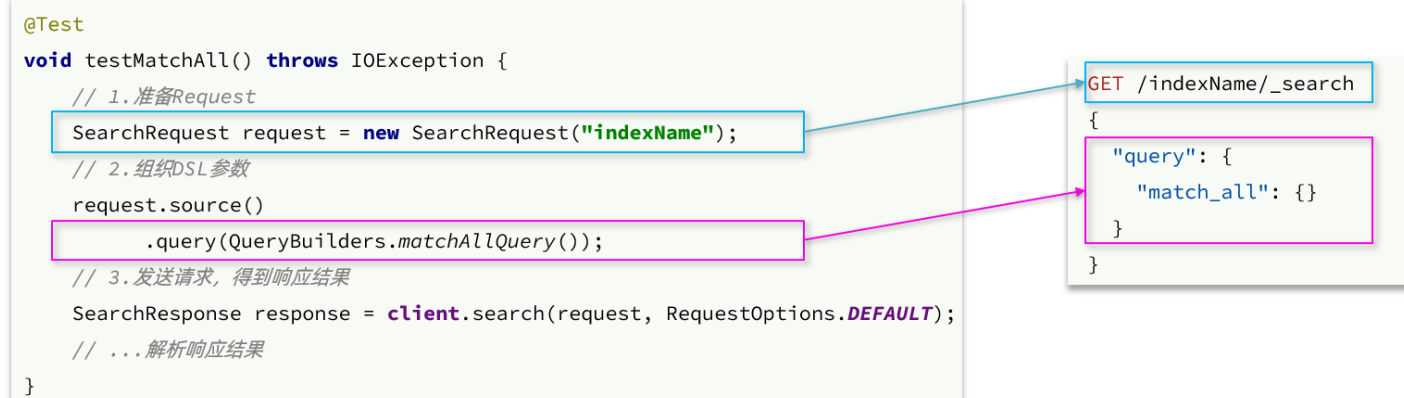 @Test
void testMatchAll() throws IOException {
// 1.准备Request
SearchRequest request = new SearchRequest("indexName");
// 2.组织DSL参数
request.source()
.query(QueryBuilders.matchAllQuery());
// 3.发送请求，得到响应结果
SearchResponse response = client.search(request, RequestOptions.DEFAULT);
// ...解析响应结果
}
GET /indexName/_search
{
"query": {
"match_all": {}
}
}